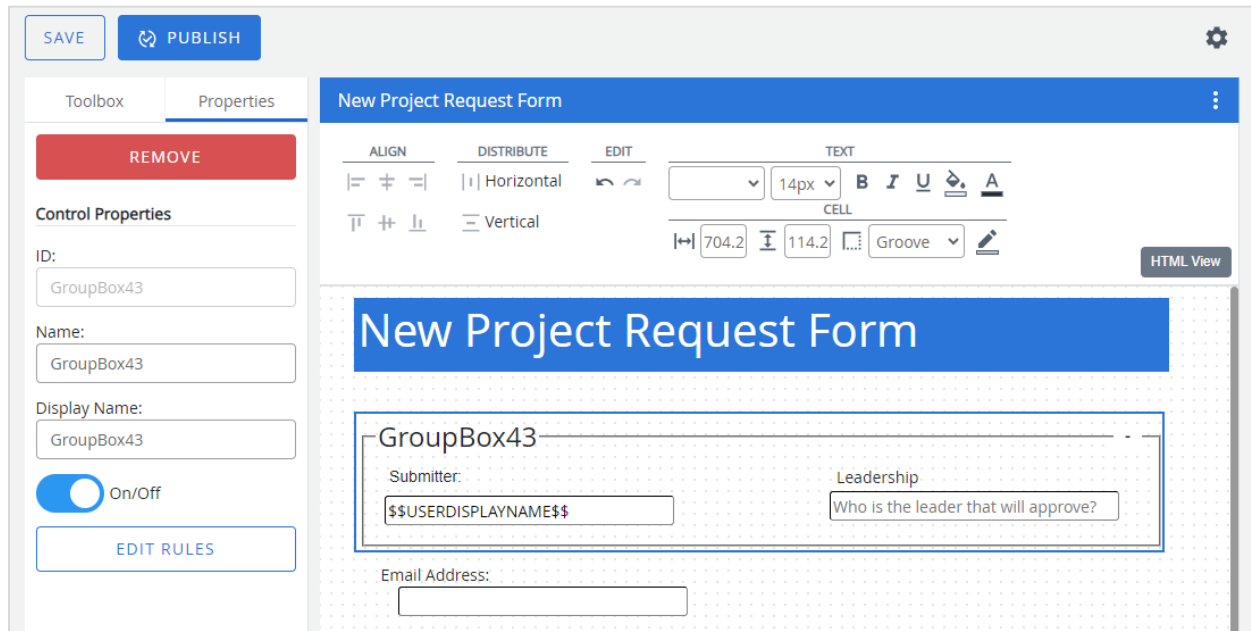 SAVE
PUBLISH
Toolbox
Properties
REMOVE
Control Properties
ID:
GroupBox43
Name:
GroupBox43
Display Name:
GroupBox43
On/Off
EDIT RULES
New Project Request Form
ALIGN
DISTRIBUTE
EDIT
TEXT
Horizontal
14px
B I U A
Vertical
CELL
704.2
114.2
Groove
HTML View
New Project Request Form
GroupBox43
-
Submitter:
Leadership
$$USERDISPLAYNAME$$
Who is the leader that will approve?
Email Address: